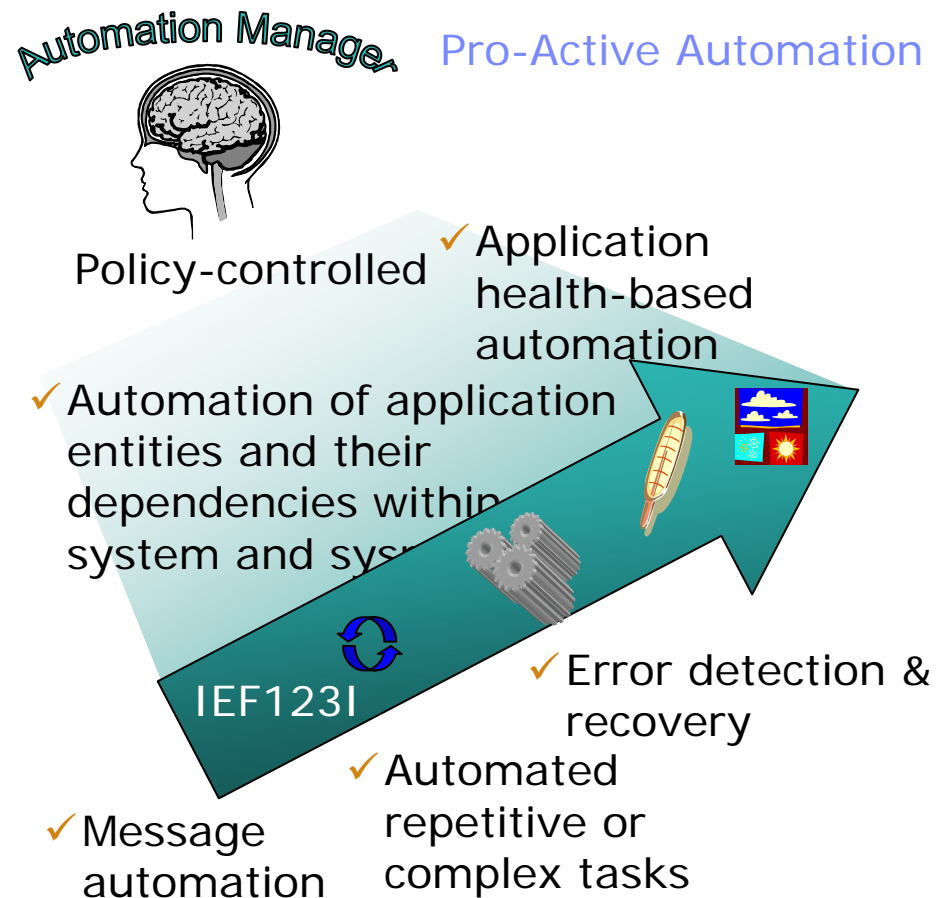 Automation Manager
Pro-Active Automation
Policy-controlled
✓ Application
health-based
automation
✓ Automation of application
entities and their
dependencies within
system and
IEF123I
✓ Error detection &
recovery
✓ Automated
repetitive or
complex tasks
✓ Message
automation